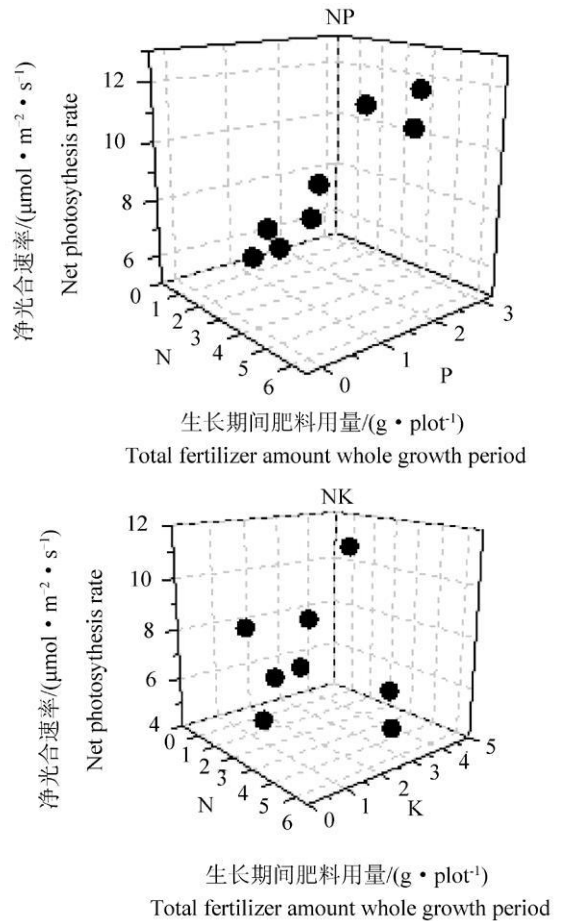 NP
12
10
8
6
0
1
2
3
4
5
6
0
1
2
3
N
P
净光合速率/(μmol·m⁻²·s⁻¹)
Net photosythesis rate
生长期间肥料用量/(g·plot⁻¹)
Total fertilizer amount whole growth period
NK
12
10
8
6
4
0
1
2
3
4
5
6
0
1
2
3
4
5
N
K
净光合速率/(μmol·m⁻²·s⁻¹)
Net photosythesis rate
生长期间肥料用量/(g·plot⁻¹)
Total fertilizer amount whole growth period